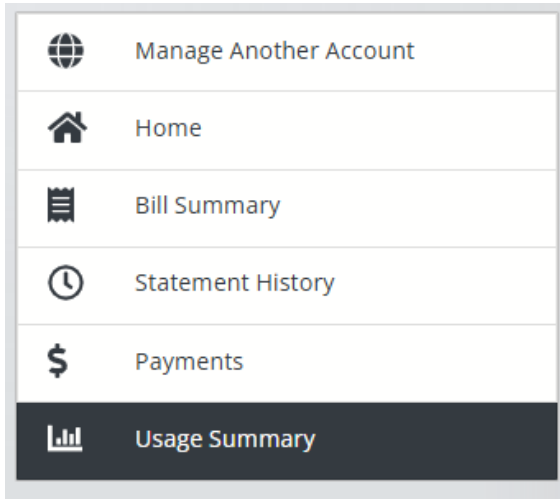 Manage Another Account
Home
Bill Summary
Statement History
Payments
Usage Summary